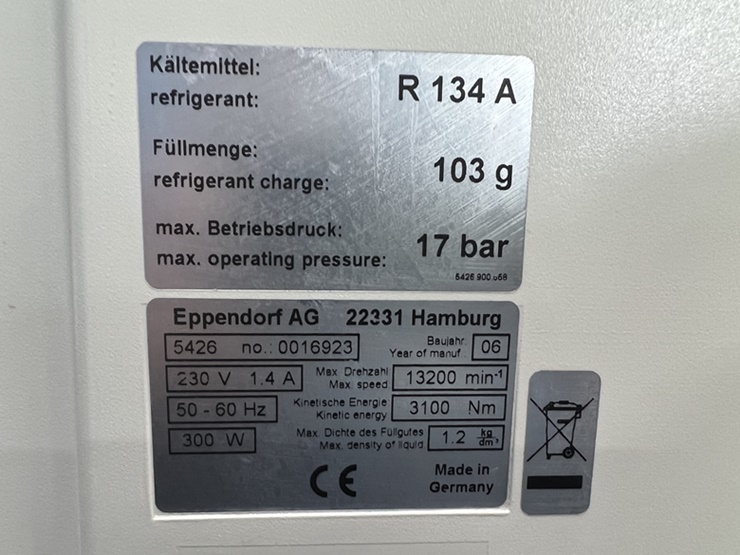 Kältemittel:
refrigerant: R 134 A
Füllmenge:
refrigerant charge: 103 g
max. Betriebsdruck:
max. operating pressure: 17 bar
5426 900.058
Eppendorf AG 22331 Hamburg
5426 no.: 0016923
Baujahr
Year of manuf. 06
230 V 1.4 A
Max. Drehzahl
Max. speed 13200 min⁻¹
50 - 60 Hz
Kinetische Energie
Kinetic energy 3100 Nm
300 W
Max. Dichte des Füllgutes
Max. density of liquid 1.2 kg/dm³
CE
Made in
Germany